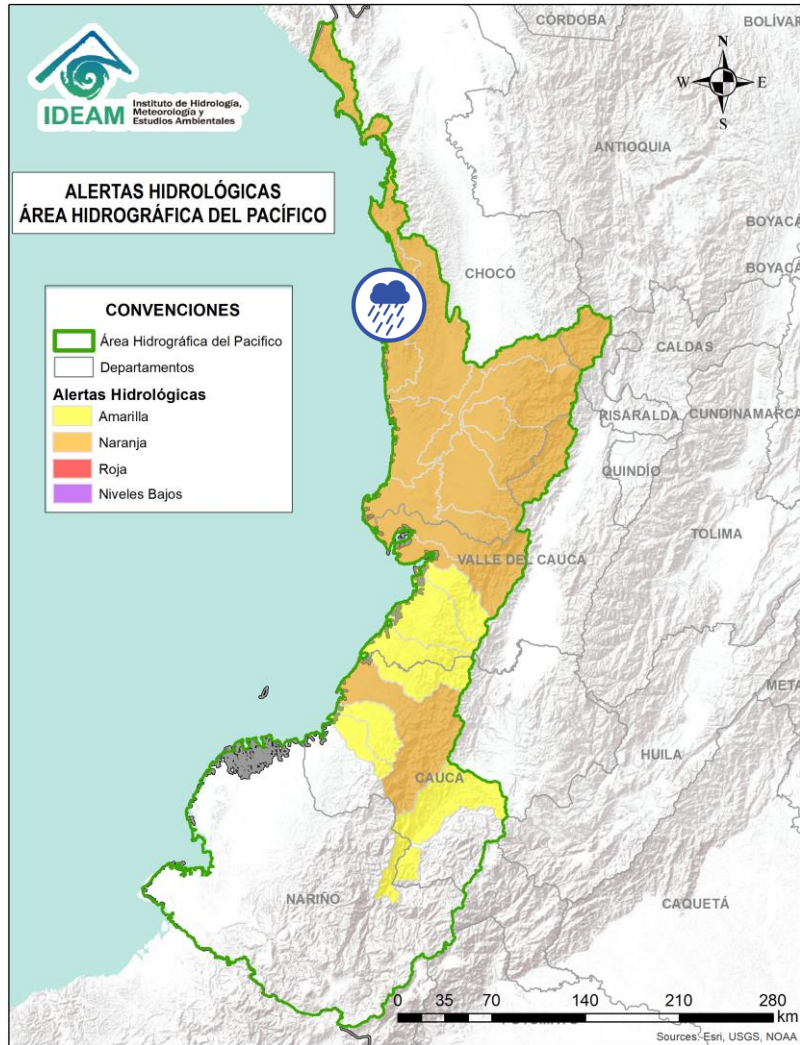 CÓRDOBA
BOLÍVAR
IDEAM
Instituto de Hidrología,
Meteorología y
Estudios Ambientales
N
W
E
S
ANTIOQUIA
ALERTAS HIDROLÓGICAS
ÁREA HIDROGRÁFICA DEL PACÍFICO
BOYACÁ
BOYACÁ
CHOCÓ
CONVENCIONES
Área Hidrográfica del Pacifico
Departamentos
Alertas Hidrológicas
Amarilla
Naranja
Roja
Niveles Bajos
CALDAS
RISARALDA
CUNDINAMARCA
QUINDÍO
TOLIMA
VALLE DEL CAUCA
META
HUILA
CAUCA
NARIÑO
CAQUETÁ
0 35 70 140 210 280
km
Sources: Esri, USGS, NOAA